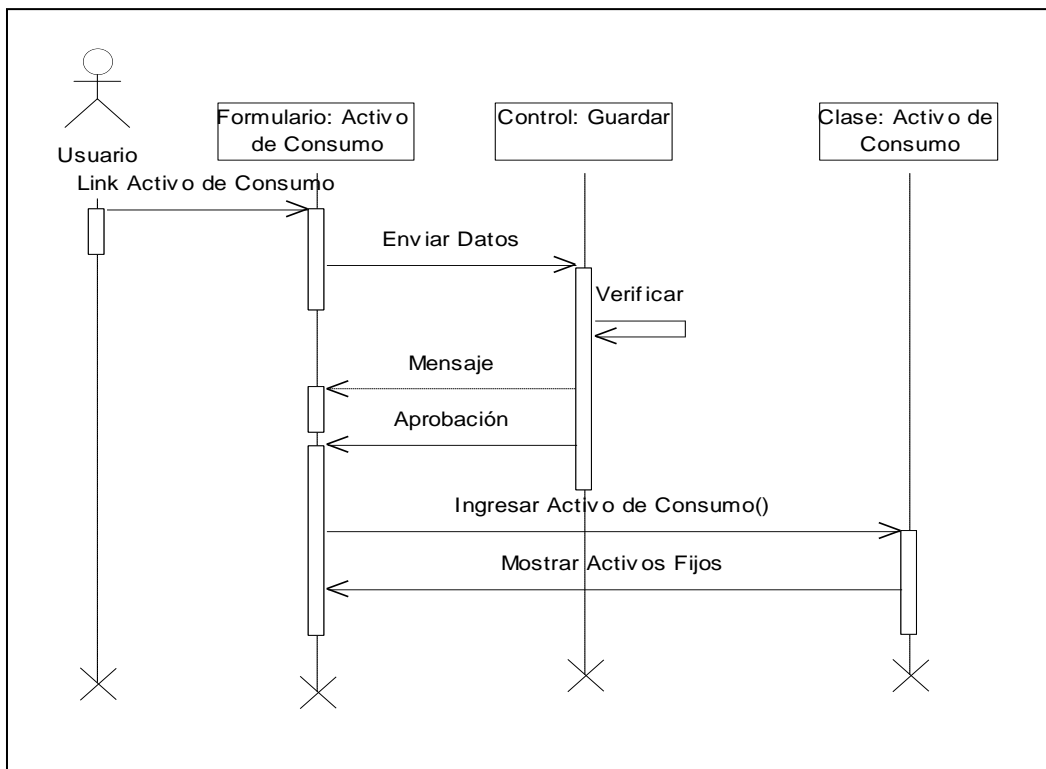 Formulario: Activo
de Consumo
Control: Guardar
Clase: Activo de
Consumo
Usuario
Link Activo de Consumo
Enviar Datos
Verificar
Mensaje
Aprobación
Ingresar Activo de Consumo()
Mostrar Activos Fijos